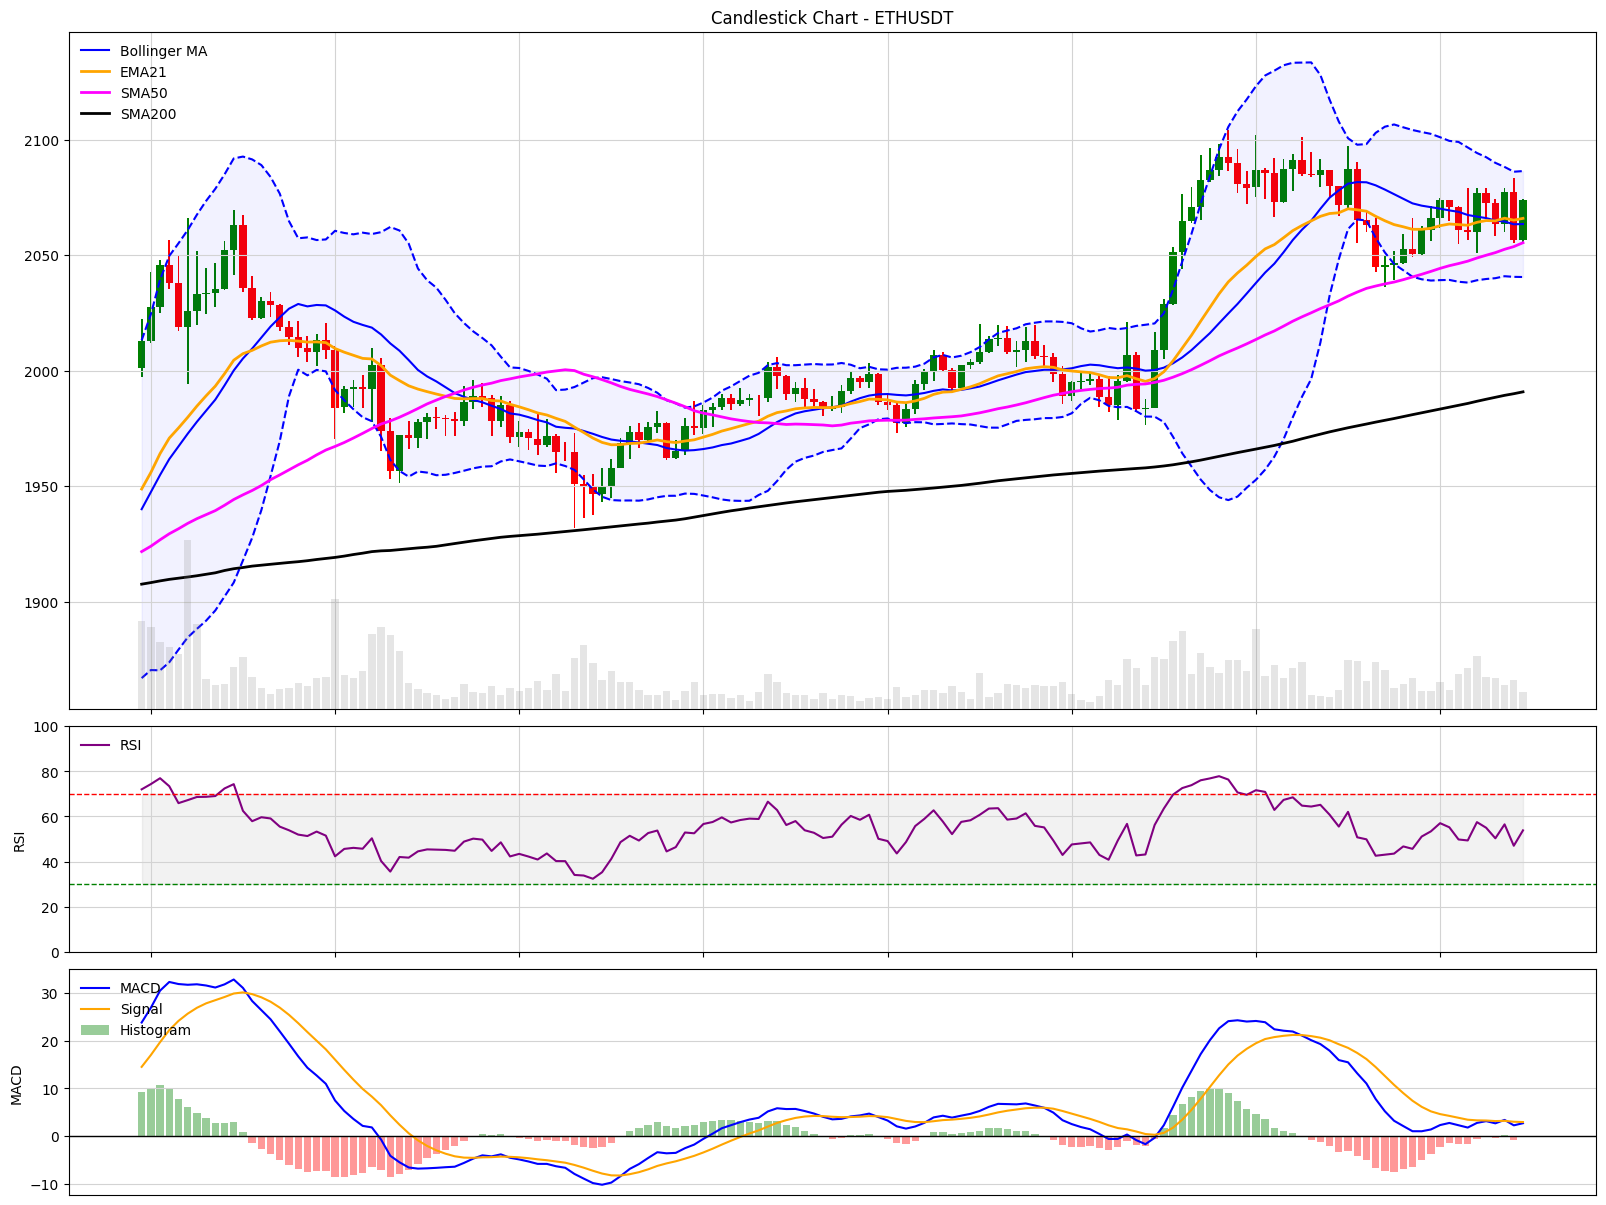 Candlestick Chart - ETHUSDT
Bollinger MA
EMA21
SMA50
SMA200
2100
2050
2000
1950
1900
100
RSI
80
60
RSI
40
20
0
MACD
30
Signal
Histogram
20
MACD
10
0
−10